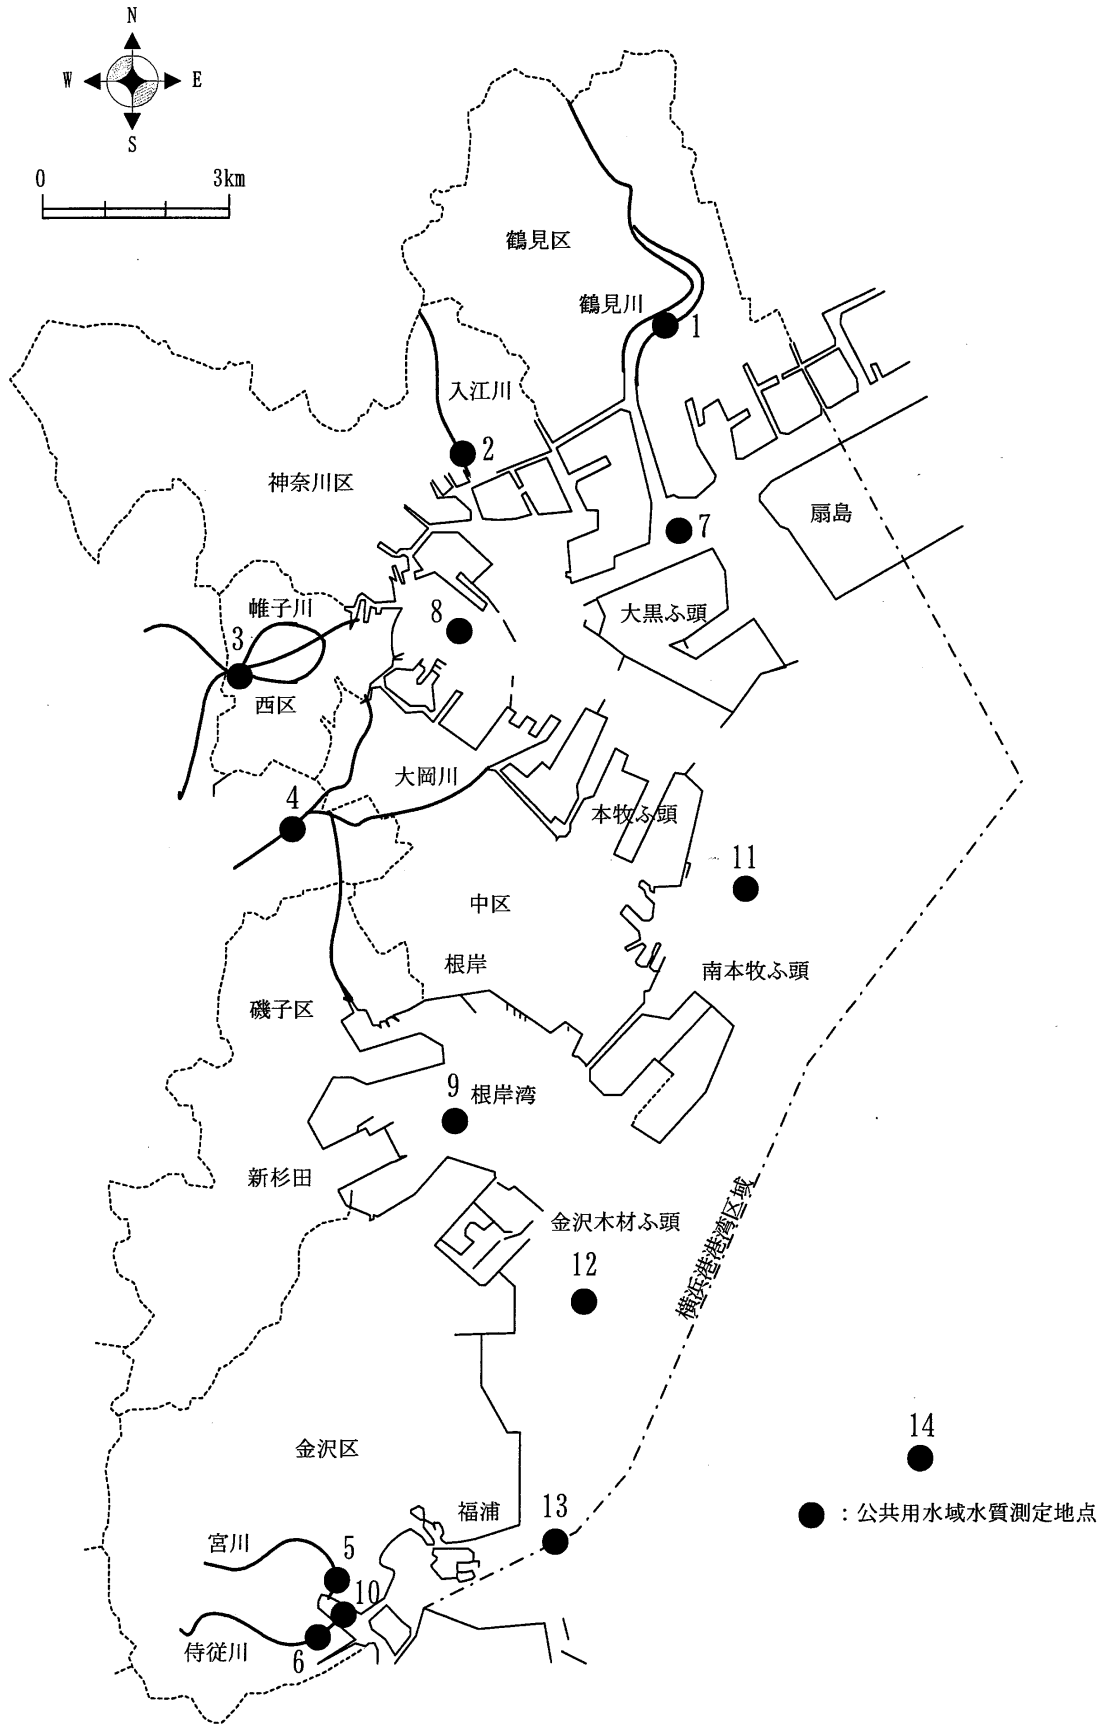 N
W
E
S
0
3km
鶴見区
鶴見川
1
入江川
2
神奈川区
扇島
7
帷子川
8
大黒ふ頭
3
西区
大岡川
4
本牧ふ頭
11
中区
根岸
南本牧ふ頭
磯子区
9
根岸湾
新杉田
金沢木材ふ頭
横浜港港湾区域
12
14
金沢区
福浦
13
●：公共用水域水質測定地点
宮川
5
10
侍従川
6